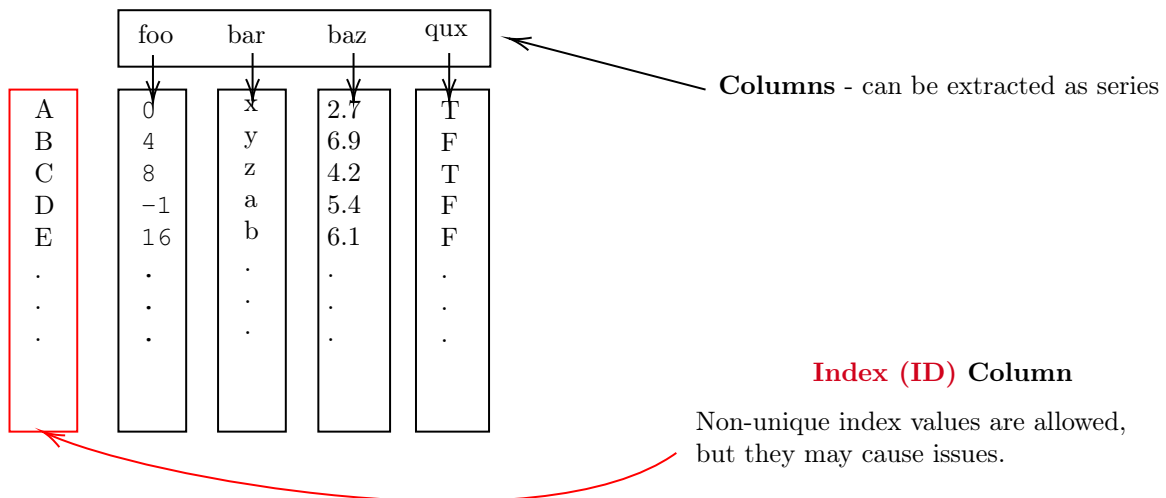 foo bar baz qux
Columns - can be extracted as series
A 0 x 2.7 T
B 4 y 6.9 F
C 8 z 4.2 T
D -1 a 5.4 F
E 16 b 6.1 F
. . . . .
. . . . .
. . . . .
Index (ID) Column
Non-unique index values are allowed,
but they may cause issues.